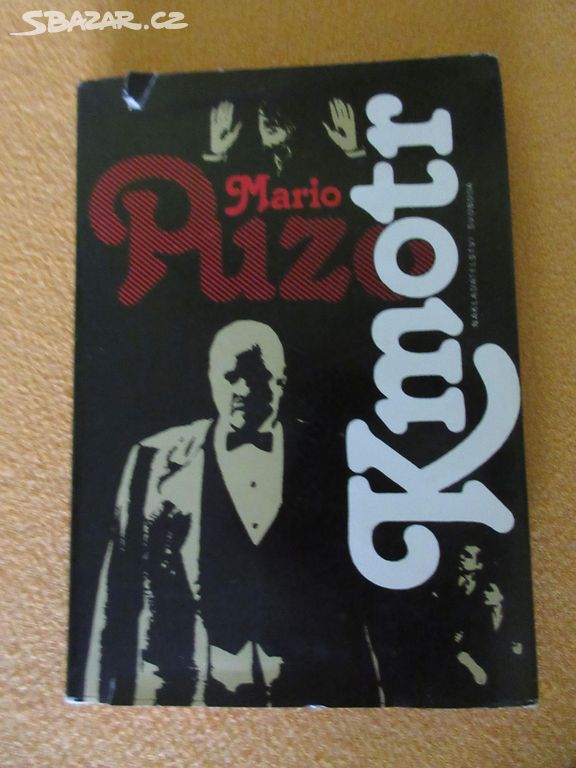 SBAZAR.CZ
Mario
Puzo
Kmotr
NAKLADATELSTVÍ SVOBODA